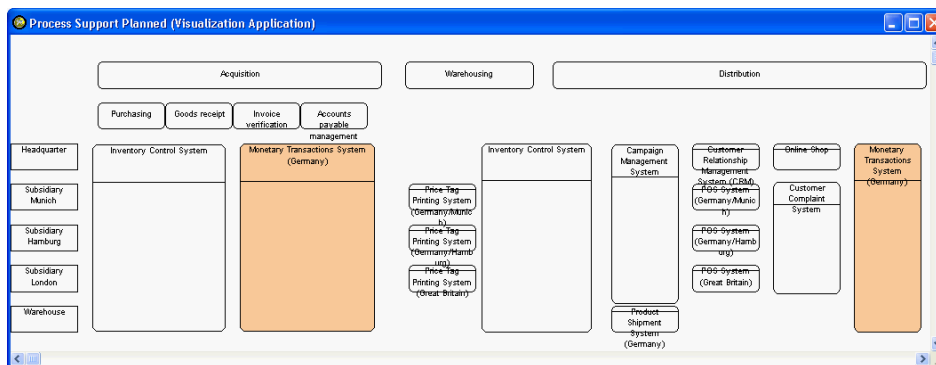 Process Support Planned (Visualization Application)
Acquisition
Warehousing
Distribution
Purchasing
Goods receipt
Invoice
verification
Accounts
payable
management
Headquarter
Inventory Control System
Monetary Transactions System
(Germany)
Inventory Control System
Campaign
Management
System
Customer
Relationship
Management
System (CRM)
Online Shop
Monetary
Transactions
System
(Germany)
Subsidiary
Munich
Price Tag
Printing System
(Germany/Munic
h)
POS System
(Germany/Munic
h)
Customer
Complaint
System
Subsidiary
Hamburg
Price Tag
Printing System
(Germany/Hamb
urg)
POS System
(Germany/Hamb
urg)
Subsidiary
London
Price Tag
Printing System
(Great Britain)
POS System
(Great Britain)
Warehouse
Product
Shipment
System
(Germany)